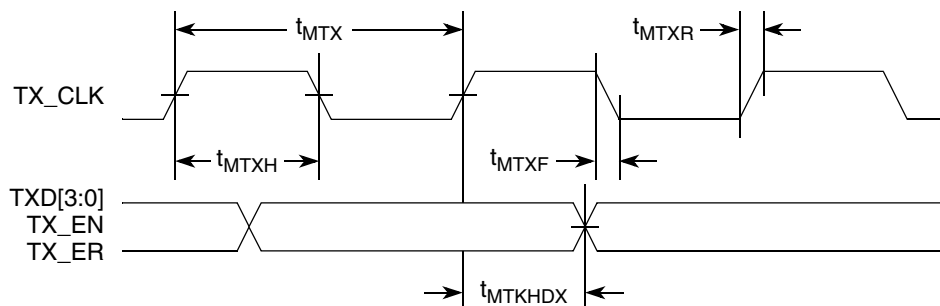 tMTX
tMTXR
TX_CLK
tMTXH
tMTXF
TXD[3:0]
TX_EN
TX_ER
tMTKHDX